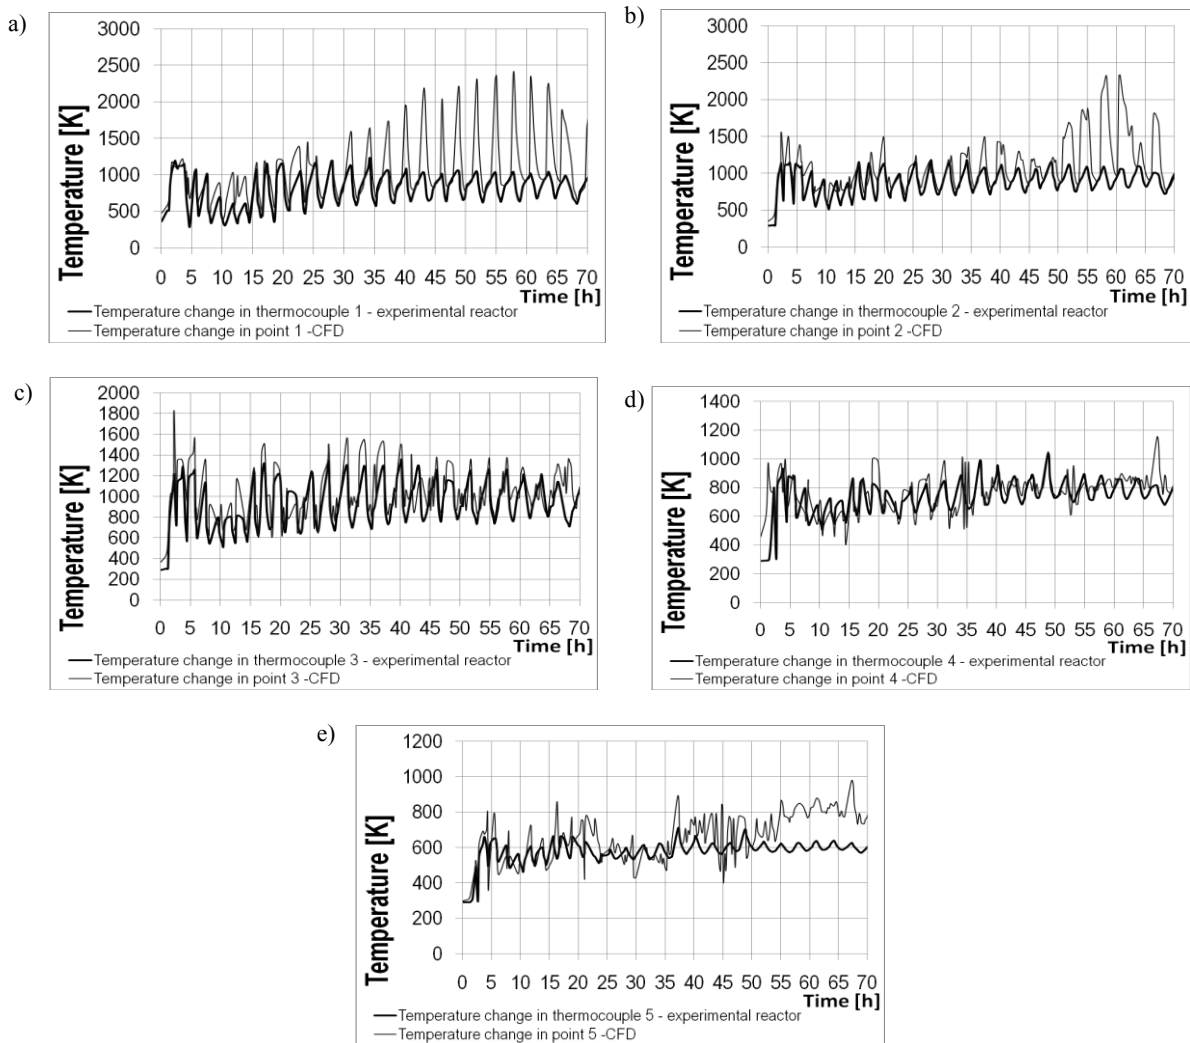 a)
3000
2500
2000
1500
1000
500
0
Temperature [K]
0 5 10 15 20 25 30 35 40 45 50 55 60 65 70
Time [h]
Temperature change in thermocouple 1 - experimental reactor
Temperature change in point 1 -CFD
b)
3000
2500
2000
1500
1000
500
0
Temperature [K]
0 5 10 15 20 25 30 35 40 45 50 55 60 65 70
Time [h]
Temperature change in thermocouple 2 - experimental reactor
Temperature change in point 2 -CFD
c)
2000
1800
1600
1400
1200
1000
800
600
400
200
0
Temperature [K]
0 5 10 15 20 25 30 35 40 45 50 55 60 65 70
Time [h]
Temperature change in thermocouple 3 - experimental reactor
Temperature change in point 3 -CFD
d)
1400
1200
1000
800
600
400
200
0
Temperature [K]
0 5 10 15 20 25 30 35 40 45 50 55 60 65 70
Time [h]
Temperature change in thermocouple 4 - experimental reactor
Temperature change in point 4 -CFD
e)
1200
1000
800
600
400
200
0
Temperature [K]
0 5 10 15 20 25 30 35 40 45 50 55 60 65 70
Time [h]
Temperature change in thermocouple 5 - experimental reactor
Temperature change in point 5 -CFD